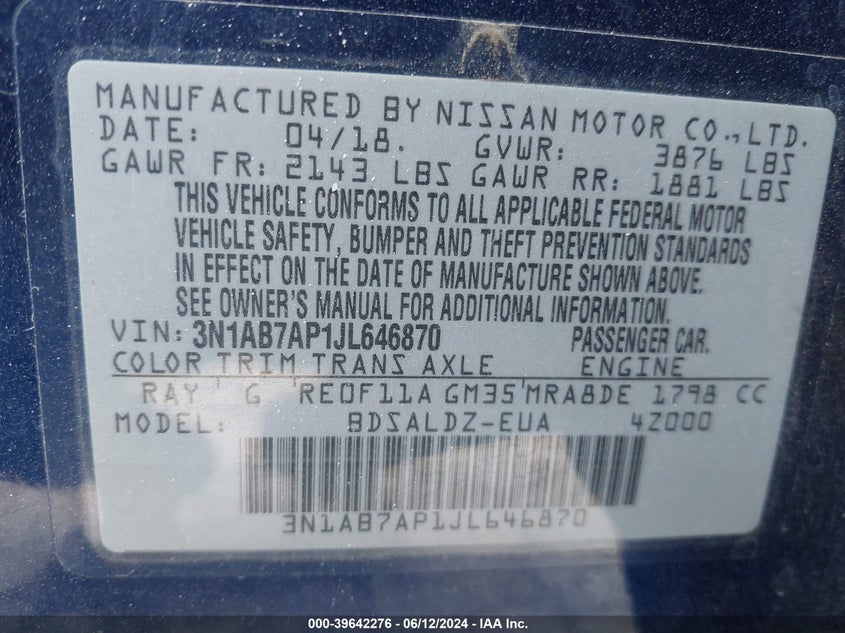 MANUFACTURED BY NISSAN MOTOR CO., LTD.
DATE: 04/18. GVWR: 3876 LBS
GAWR FR: 2143 LBS GAWR RR: 1881 LBS
THIS VEHICLE CONFORMS TO ALL APPLICABLE FEDERAL MOTOR
VEHICLE SAFETY, BUMPER AND THEFT PREVENTION STANDARDS
IN EFFECT ON THE DATE OF MANUFACTURE SHOWN ABOVE.
SEE OWNER'S MANUAL FOR ADDITIONAL INFORMATION.
VIN: 3N1AB7AP1JL646870 PASSENGER CAR.
COLOR TRIM TRANS AXLE ENGINE
RAY G RE0F11A GM35 MRA8DE 1798 CC
MODEL: BDSALDZ-EUA 4Z000
3N1AB7AP1JL646870
000-39642276 - 06/12/2024 - IAA Inc.